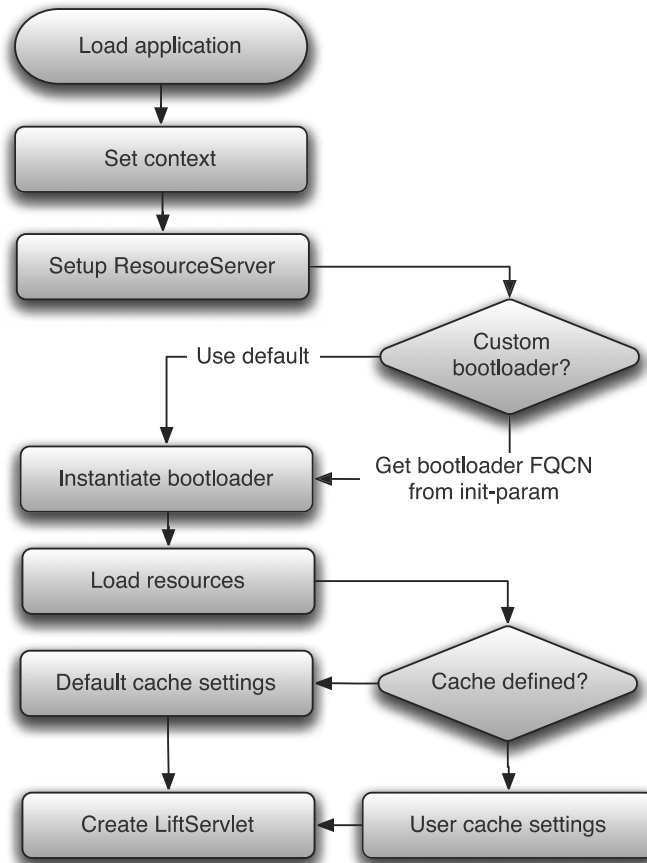 Load application
Set context
Setup ResourceServer
Custom
bootloader?
Use default
Get bootloader FQCN
from init-param
Instantiate bootloader
Load resources
Default cache settings
Cache defined?
Create LiftServlet
User cache settings